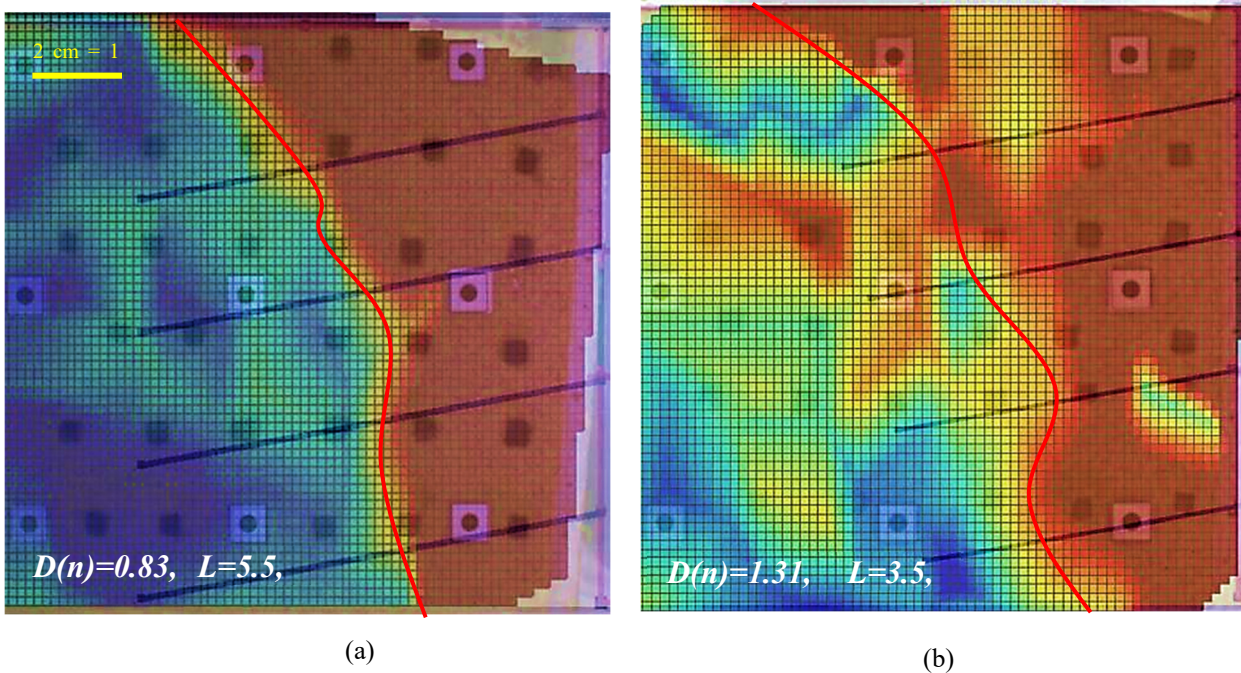 2 cm = 1
D(n)=0.83, L=5.5,
D(n)=1.31, L=3.5,
(a)
(b)